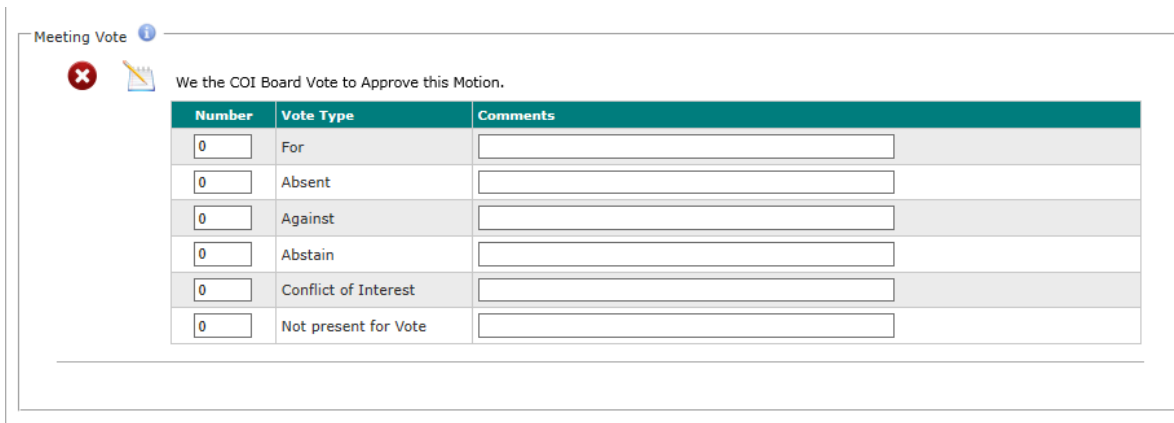 Meeting Vote
We the COI Board Vote to Approve this Motion.
Number Vote Type Comments
0 For
0 Absent
0 Against
0 Abstain
0 Conflict of Interest
0 Not present for Vote